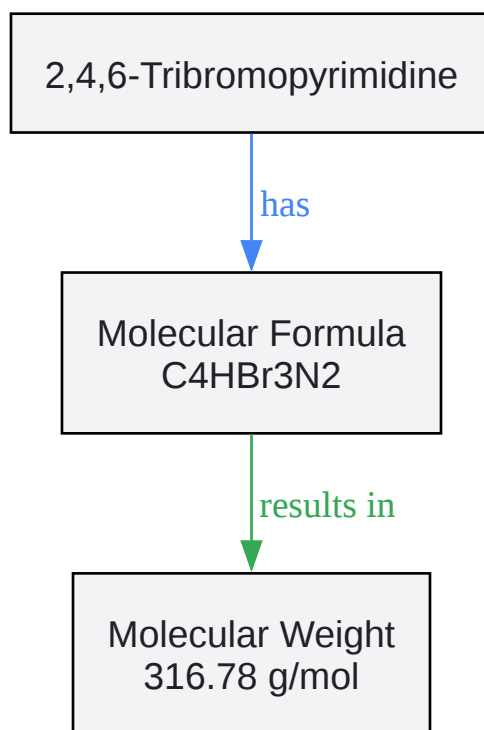 2,4,6-Tribromopyrimidine
has
Molecular Formula
C4HBr3N2
results in
Molecular Weight
316.78 g/mol